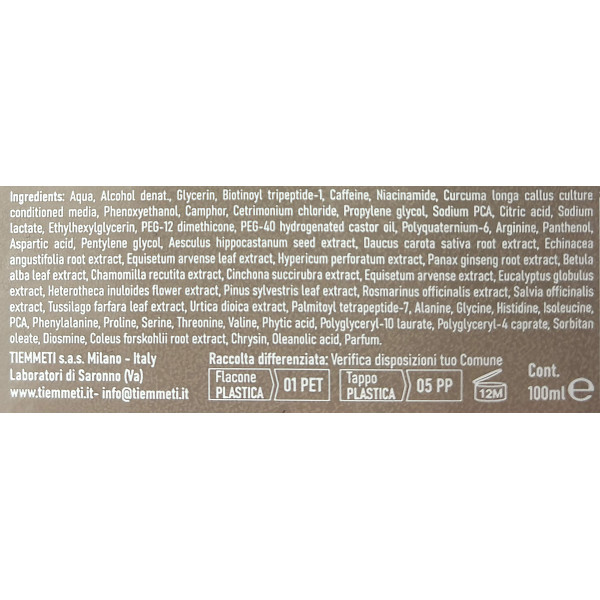 Ingredients: Aqua, Alcohol denat., Glycerin, Biotinoyl tripeptide-1, Caffeine, Niacinamide, Curcuma longa callus culture
conditioned media, Phenoxyethanol, Camphor, Cetrimonium chloride, Propylene glycol, Sodium PCA, Citric acid, Sodium
lactate, Ethylhexylglycerin, PEG-12 dimethicone, PEG-40 hydrogenated castor oil, Polyquaternium-6, Arginine, Panthenol,
Aspartic acid, Pentylene glycol, Aesculus hippocastanum seed extract, Daucus carota sativa root extract, Echinacea
angustifolia root extract, Equisetum arvense leaf extract, Hypericum perforatum extract, Panax ginseng root extract, Betula
alba leaf extract, Chamomilla recutita extract, Cinchona succirubra extract, Equisetum arvense extract, Eucalyptus globulus
extract, Heterotheca inuloides flower extract, Pinus sylvestris leaf extract, Rosmarinus officinalis extract, Salvia officinalis
extract, Tussilago farfara leaf extract, Urtica dioica extract, Palmitoyl tetrapeptide-7, Alanine, Glycine, Histidine, Isoleucine,
PCA, Phenylalanine, Proline, Serine, Threonine, Valine, Phytic acid, Polyglyceryl-10 laurate, Polyglyceryl-4 caprate, Sorbitan
oleate, Diosmine, Coleus forskohlii root extract, Chrysin, Oleanolic acid, Parfum.
TIEMMETI s.a.s. Milano - Italy
Laboratori di Saronno (Va)
www.tiemmeti.it- info@tiemmeti.it
Raccolta differenziata: Verifica disposizioni tuo Comune
Flacone
PLASTICA
01 PET
Tappo
PLASTICA
05 PP
12M
Cont.
100ml e